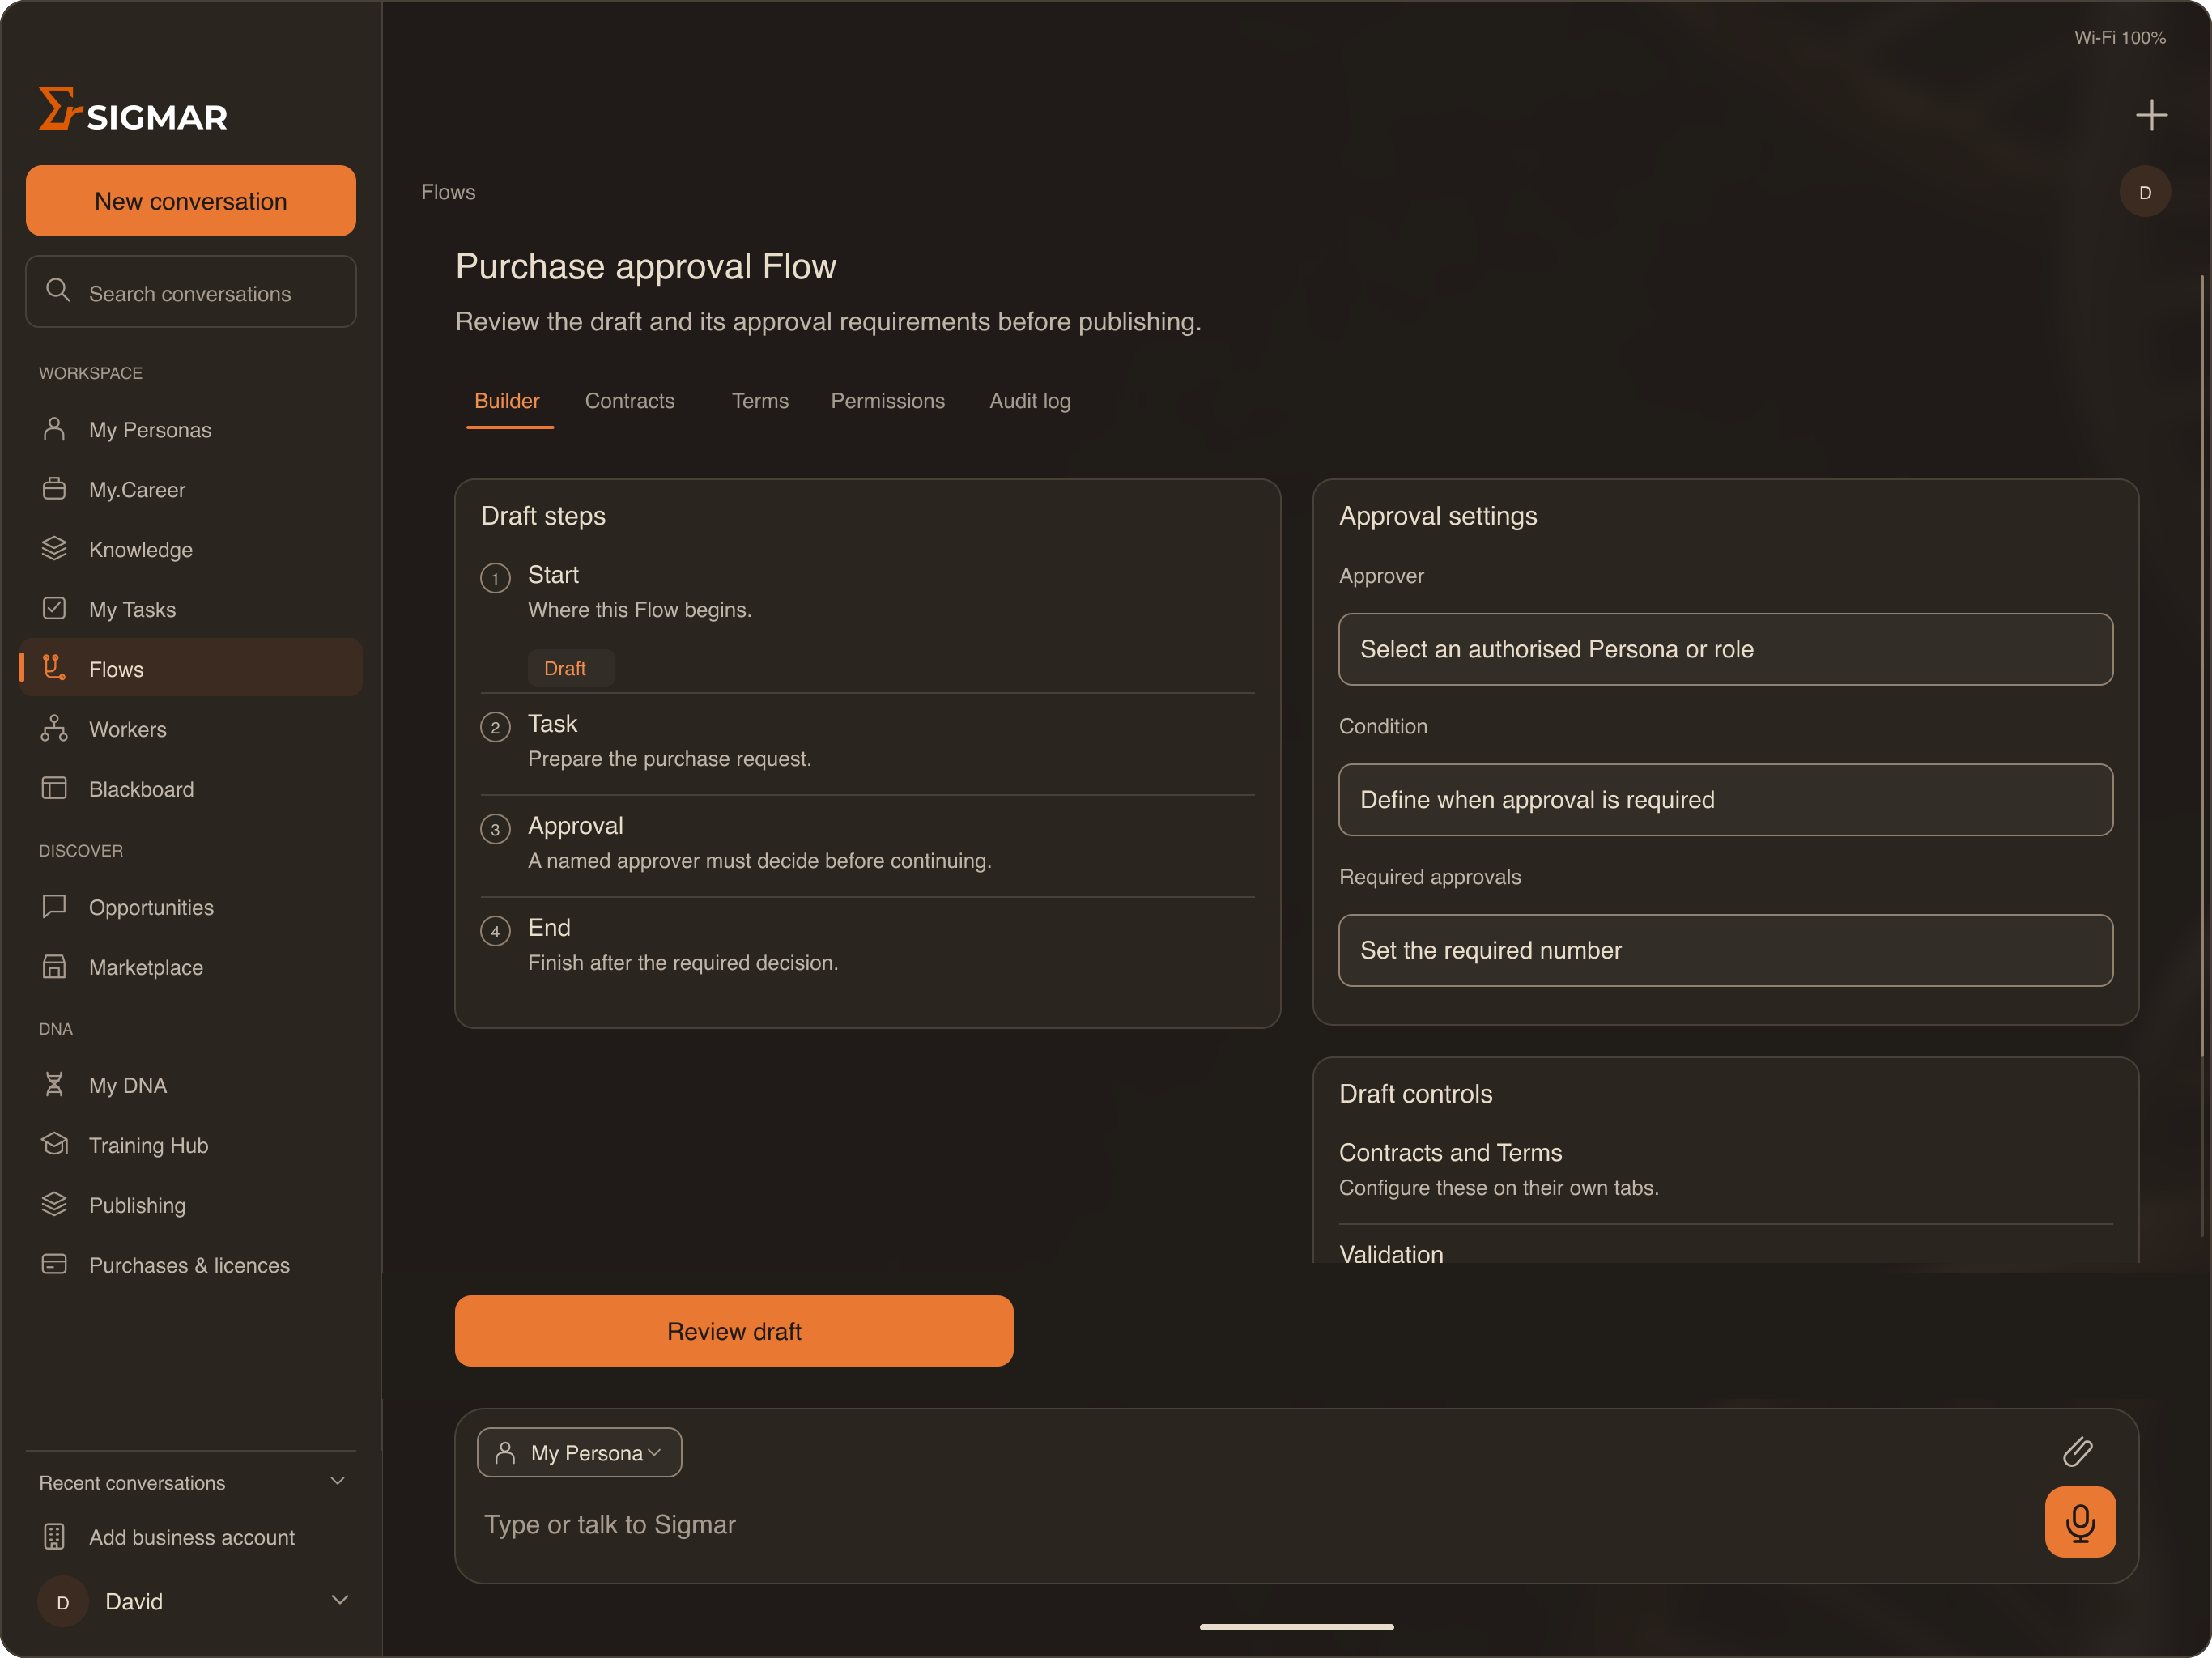 Wi-Fi 100%
Σr SIGMAR
New conversation
Search conversations
WORKSPACE
My Personas
My.Career
Knowledge
My Tasks
Flows
Workers
Blackboard
DISCOVER
Opportunities
Marketplace
DNA
My DNA
Training Hub
Publishing
Purchases & licences
Recent conversations
Add business account
D
David
Flows
D
Purchase approval Flow
Review the draft and its approval requirements before publishing.
Builder
Contracts
Terms
Permissions
Audit log
Draft steps
1
Start
Where this Flow begins.
Draft
2
Task
Prepare the purchase request.
3
Approval
A named approver must decide before continuing.
4
End
Finish after the required decision.
Approval settings
Approver
Select an authorised Persona or role
Condition
Define when approval is required
Required approvals
Set the required number
Draft controls
Contracts and Terms
Configure these on their own tabs.
Validation
Review draft
My Persona
Type or talk to Sigmar